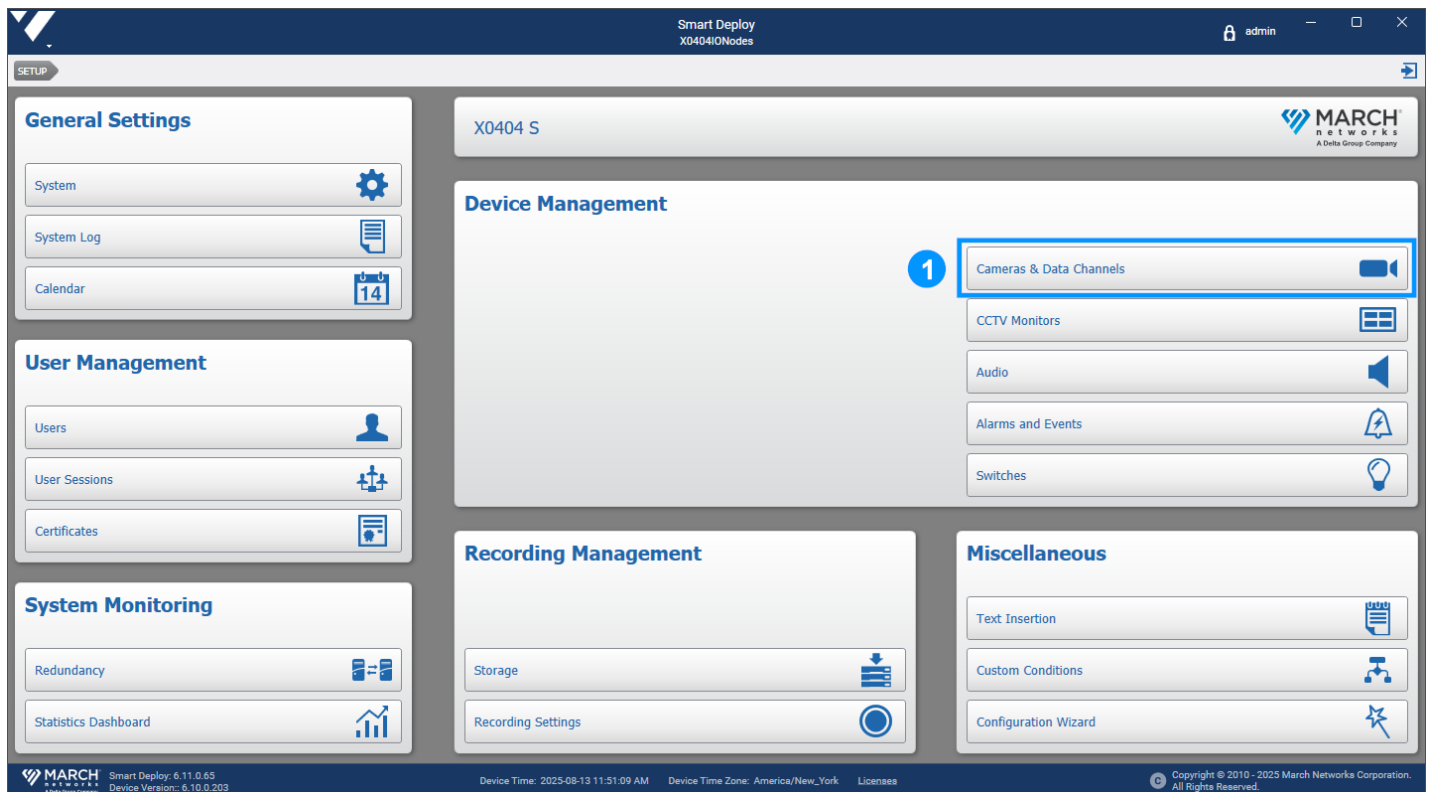 Smart Deploy
X0404IONodes
admin
SETUP
General Settings
System
System Log
Calendar
14
User Management
Users
User Sessions
Certificates
System Monitoring
Redundancy
Statistics Dashboard
X0404 S
MARCH
networks
A Delta Group Company
Device Management
1
Cameras & Data Channels
CCTV Monitors
Audio
Alarms and Events
Switches
Recording Management
Storage
Recording Settings
Miscellaneous
Text Insertion
Custom Conditions
Configuration Wizard
MARCH
networks
A Delta Group Company
Smart Deploy: 6.11.0.65
Device Version:: 6.10.0.203
Device Time: 2025-08-13 11:51:09 AM Device Time Zone: America/New_York Licenses
C
Copyright © 2010 - 2025 March Networks Corporation.
All Rights Reserved.